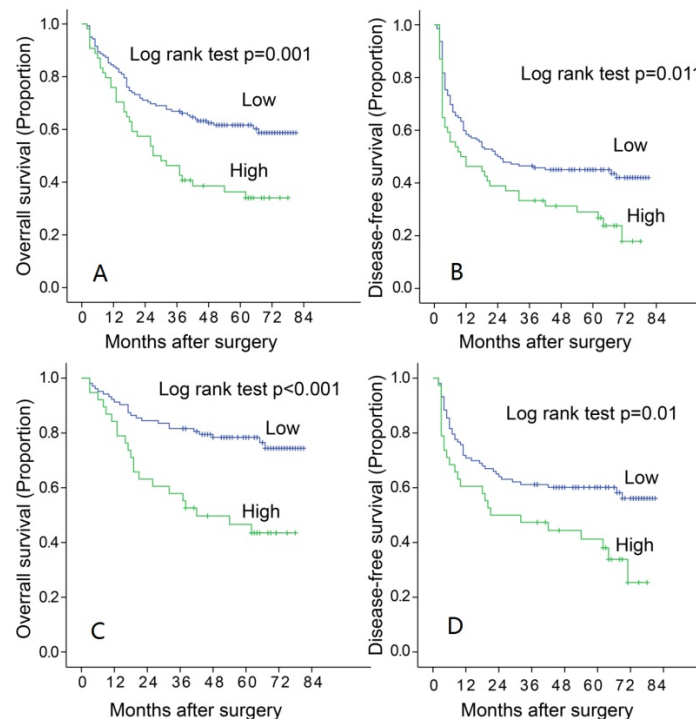 Overrall survival (Proportion)
1.0
0.8
0.6
0.4
0.2
0.0
Log rank test p=0.001
Low
High
A
0 12 24 36 48 60 72 84
Months after surgery
Disease-free survival (Proportion)
1.0
0.8
0.6
0.4
0.2
0.0
Log rank test p=0.011
Low
High
B
0 12 24 36 48 60 72 84
Months after surgery
Overrall survival (Proportion)
1.0
0.8
0.6
0.4
0.2
0.0
Log rank test p<0.001
Low
High
C
0 12 24 36 48 60 72 84
Months after surgery
Disease-free survival (Proportion)
1.0
0.8
0.6
0.4
0.2
0.0
Log rank test p=0.01
Low
High
D
0 12 24 36 48 60 72 84
Months after surgery